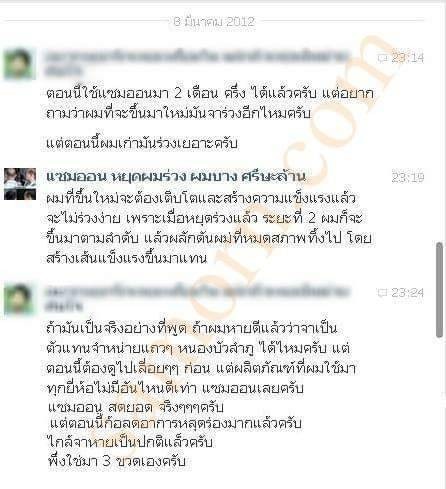 8 มีนาคม 2012
23:14
ตอนนี้ใช้แชมออนมา 2 เดือน ครึ่ง ได้แล้วครับ แต่อยาก
ถามว่าผมที่จะขึ้นมาใหม่มันจาร่วงอีกไหมครับ
แต่ตอนนี้ผมเก่ามันร่วงเยอาะครับ
แชมออน หยุดผมร่วง ผมบาง ศรีษะล้าน
23:19
ผมที่ขึ้นใหม่จะต้องเติบโตและสร้างความแข็งแรงแล้ว
จะไม่ร่วงง่าย เพราะเมื่อหยุดร่วงแล้ว ระยะที่ 2 ผมก็จะ
ขึ้นมาตามลำดับ แล้วผลักดันผมที่หมดสภาพทิ้งไป โดย
สร้างเส้นแข็งแรงขึ้นมาแทน
23:24
ถ้ามันเป็นจริงอย่างที่พูด ถ้าผมหายดีแล้วว่าจาเป็น
ตัวแทนจำหน่ายแถวๆ หนองบัวลำภู ได้ไหมครับ แต่
ตอนนี้ต้องดูไปเลื่อยๆๆ ก่อน แต่ผลิตภัณฑ์ที่ผมใช้มา
ทุกยี่ห้อไม่มีอันไหนดีเท่า แชมออนเลยครับ
แชมออน สุดยอด จริงๆๆๆครับ
แต่ตอนนี้ก้อลดอาการหลุดร่องมากแล้วครับ
ไกล์จาหายเป็นปกติแล้วครับ
พึ่งใช่มา 3 ขวดเองครับ